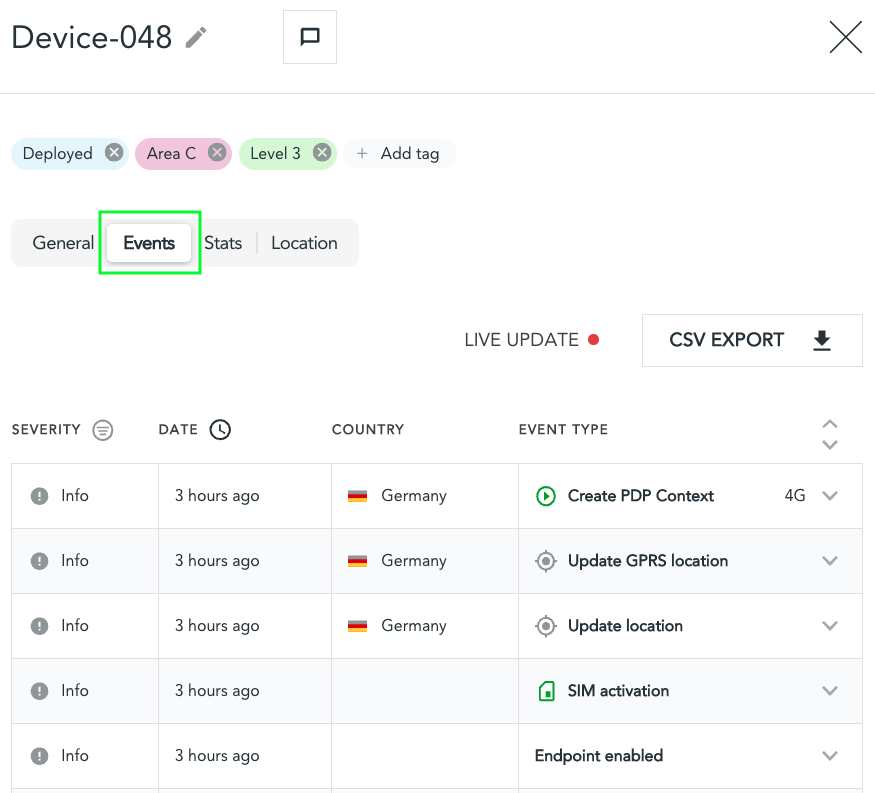 Device-048
Deployed Area C Level 3 + Add tag
General Events Stats Location
LIVE UPDATE CSV EXPORT
SEVERITY DATE COUNTRY EVENT TYPE
Info 3 hours ago Germany Create PDP Context 4G
Info 3 hours ago Germany Update GPRS location
Info 3 hours ago Germany Update location
Info 3 hours ago SIM activation
Info 3 hours ago Endpoint enabled